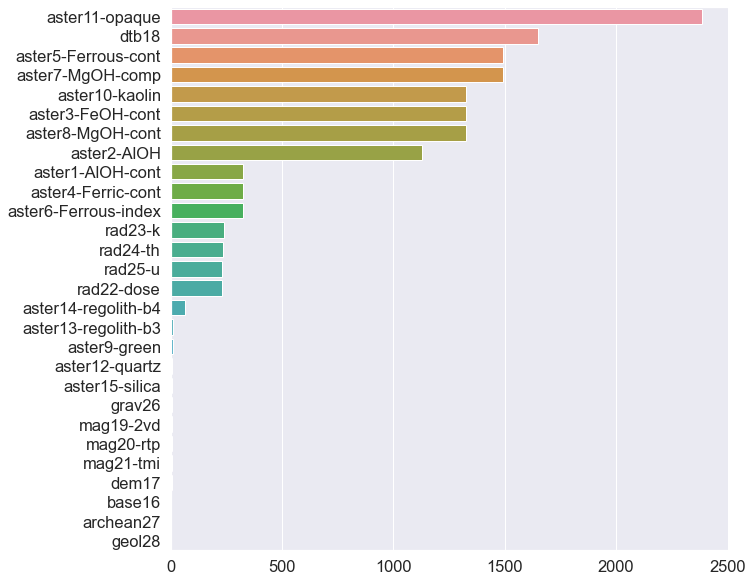 aster11-opaque
dtb18
aster5-Ferrous-cont
aster7-MgOH-comp
aster10-kaolin
aster3-FeOH-cont
aster8-MgOH-cont
aster2-AlOH
aster1-AlOH-cont
aster4-Ferric-cont
aster6-Ferrous-index
rad23-k
rad24-th
rad25-u
rad22-dose
aster14-regolith-b4
aster13-regolith-b3
aster9-green
aster12-quartz
aster15-silica
grav26
mag19-2vd
mag20-rtp
mag21-tmi
dem17
base16
archean27
geol28
0 500 1000 1500 2000 2500